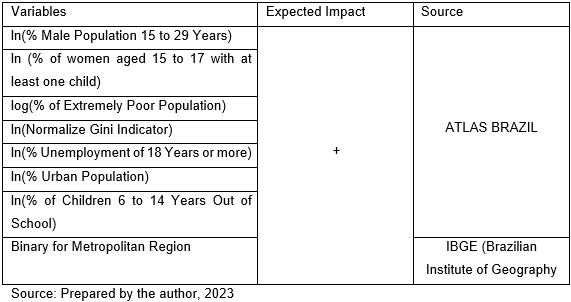 Variables Expected Impact Source
ln(% Male Population 15 to 29 Years)
ln (% of women aged 15 to 17 with at
least one child)
log(% of Extremely Poor Population)
ln(Normalize Gini Indicator)
ln(% Unemployment of 18 Years or more)
ln(% Urban Population)
ln(% of Children 6 to 14 Years Out of
School)
Binary for Metropolitan Region
+
ATLAS BRAZIL
IBGE (Brazilian
Institute of Geography
Source: Prepared by the author, 2023